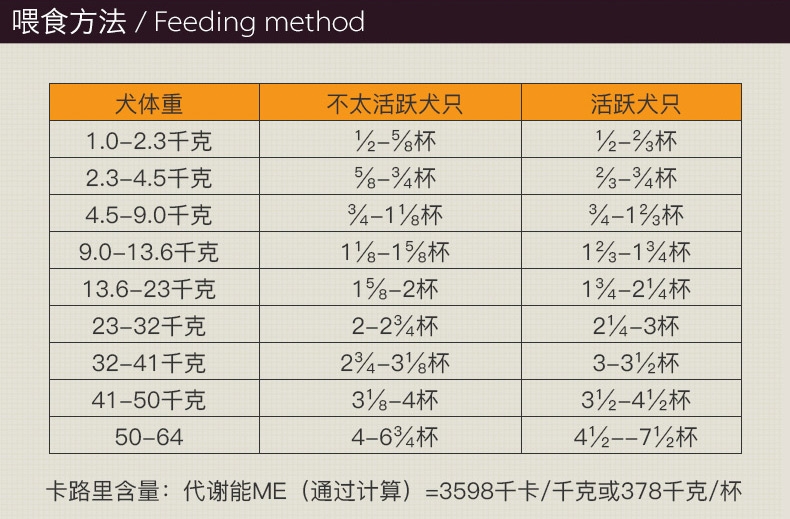 喂食方法 / Feeding method
犬体重 不太活跃犬只 活跃犬只
1.0–2.3千克 ½–⅝杯 ½–⅔杯
2.3–4.5千克 ⅝–¾杯 ⅔–¾杯
4.5–9.0千克 ¾–1⅛杯 ¾–1⅔杯
9.0–13.6千克 1⅛–1⅝杯 1⅔–1¾杯
13.6–23千克 1⅝–2杯 1¾–2¼杯
23–32千克 2–2¾杯 2¼–3杯
32–41千克 2¾–3⅛杯 3–3½杯
41–50千克 3⅛–4杯 3½–4½杯
50–64 4–6¾杯 4½––7½杯
卡路里含量：代谢能ME（通过计算）=3598千卡/千克或378千克/杯